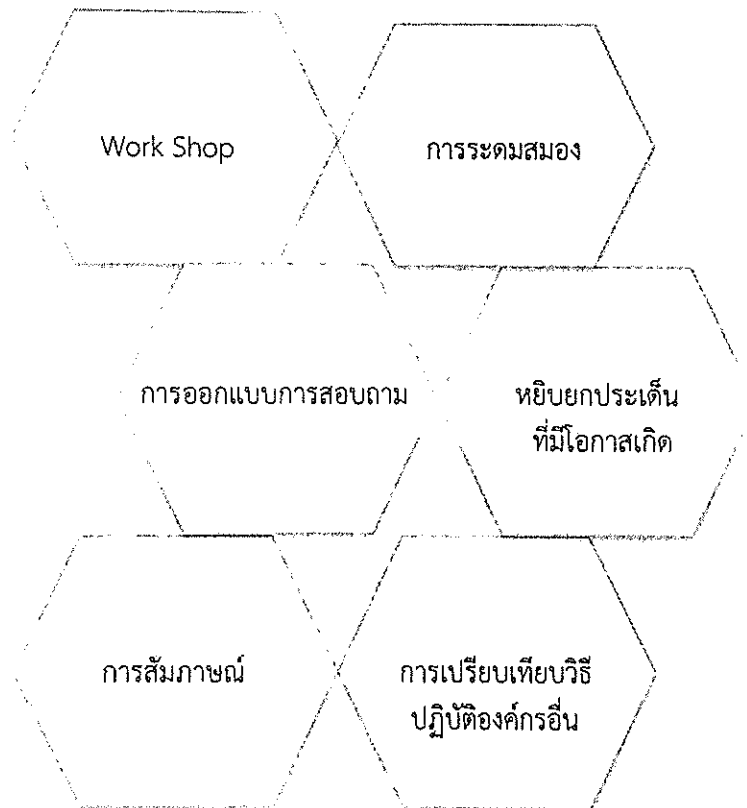 Work Shop
การระดมสมอง
การออกแบบการสอบถาม
หยิบยกประเด็น
ที่มีโอกาสเกิด
การสัมภาษณ์
การเปรียบเทียบวิธี
ปฏิบัติองค์กรอื่น